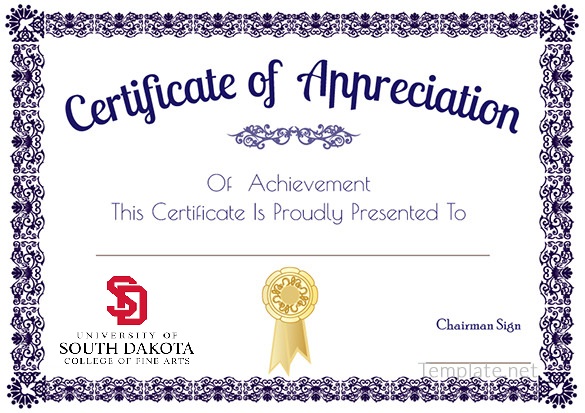 Certificate of Appreciation
Of Achievement
This Certificate Is Proudly Presented To
SD
UNIVERSITY OF
SOUTH DAKOTA
COLLEGE OF FINE ARTS
Chairman Sign
Template.net